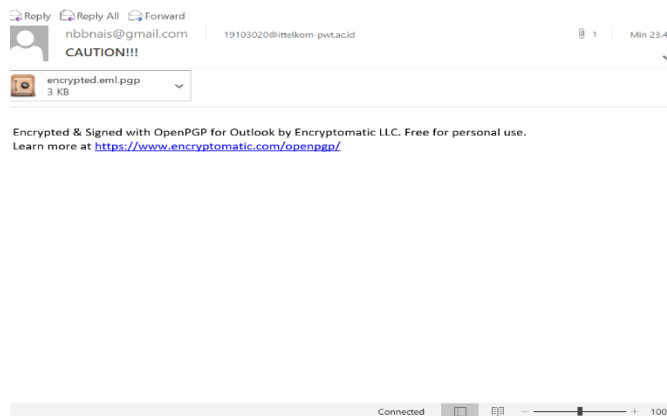 Reply Reply All Forward
nbbnais@gmail.com 19103020@ittelkom-pwt.ac.id 1 Min 23.4
CAUTION!!!
encrypted.eml.pgp
3 KB
Encrypted & Signed with OpenPGP for Outlook by Encryptomatic LLC. Free for personal use.
Learn more at https://www.encryptomatic.com/openpgp/
Connected 100